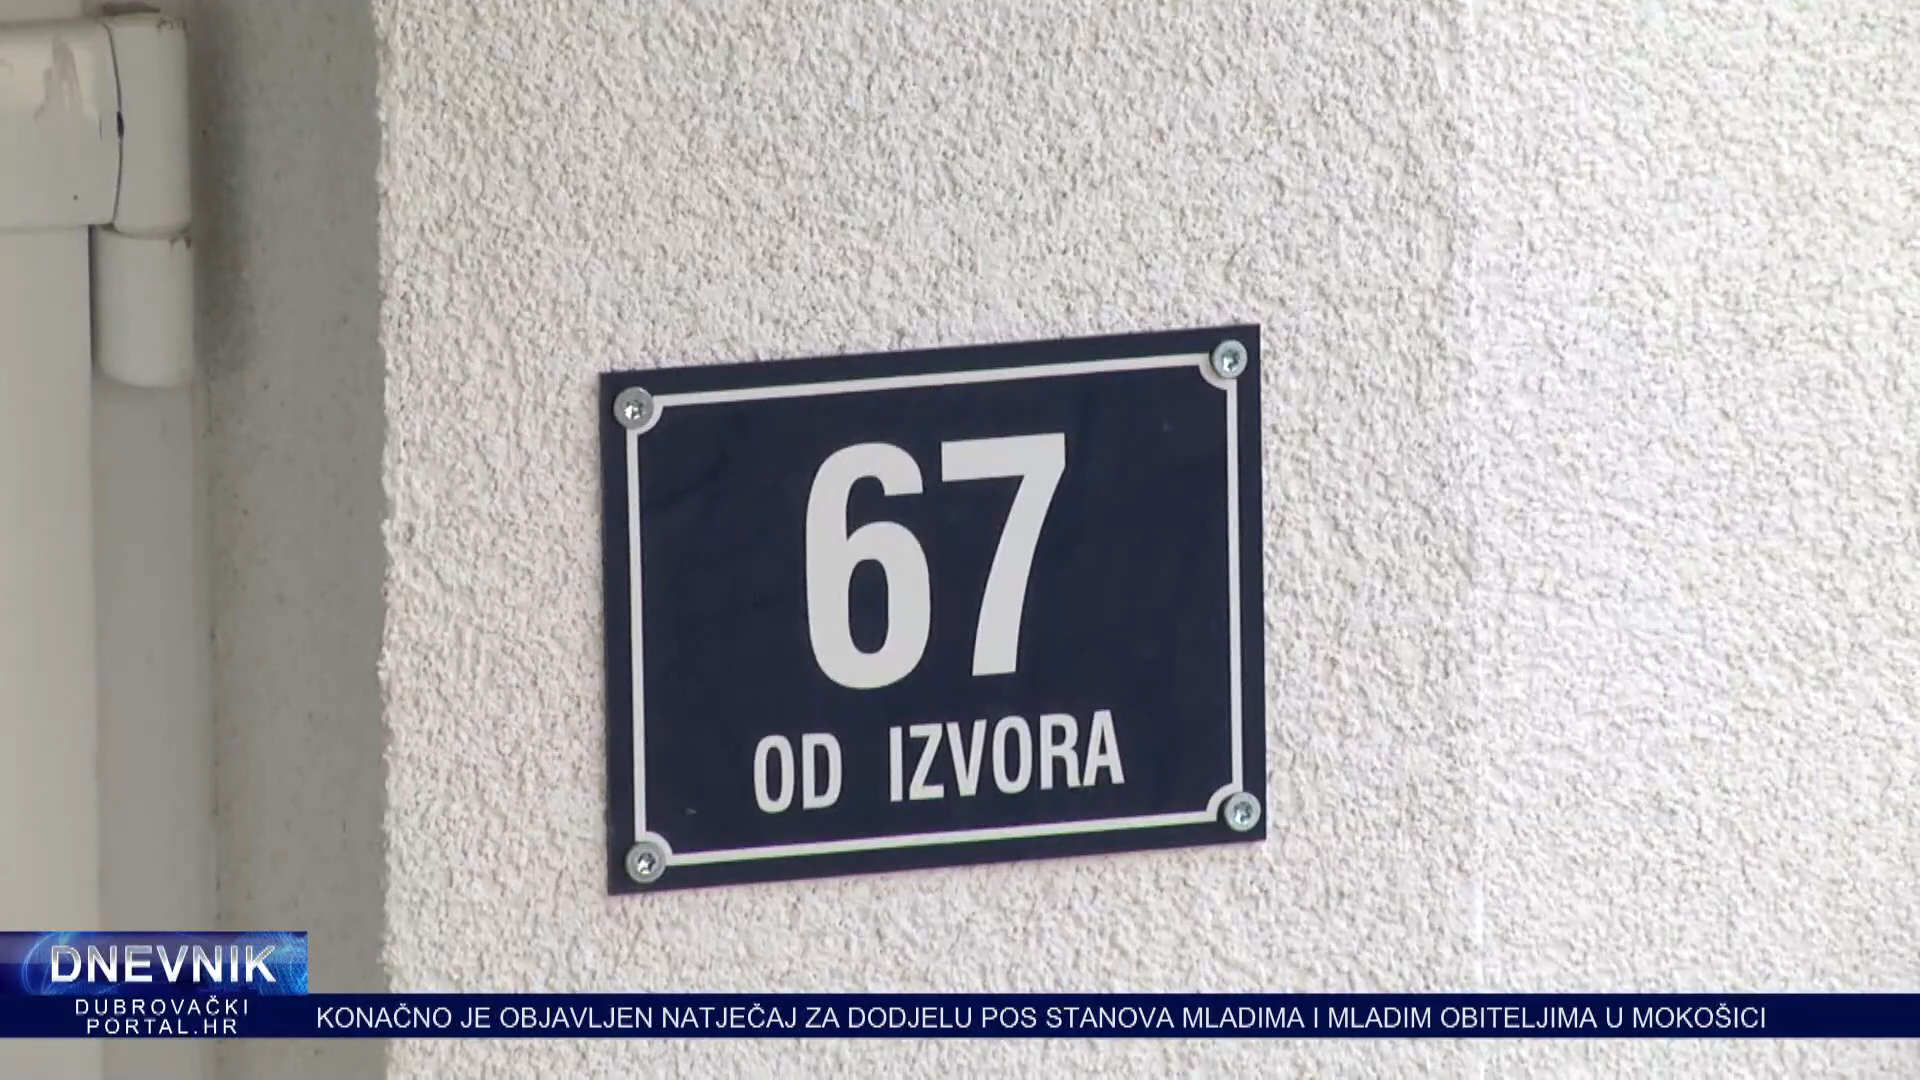 67
OD IZVORA
DNEVNIK
DUBROVAČKI
PORTAL.HR
KONAČNO JE OBJAVLJEN NATJEČAJ ZA DODJELU POS STANOVA MLADIMA I MLADIM OBITELJIMA U MOKOŠICI